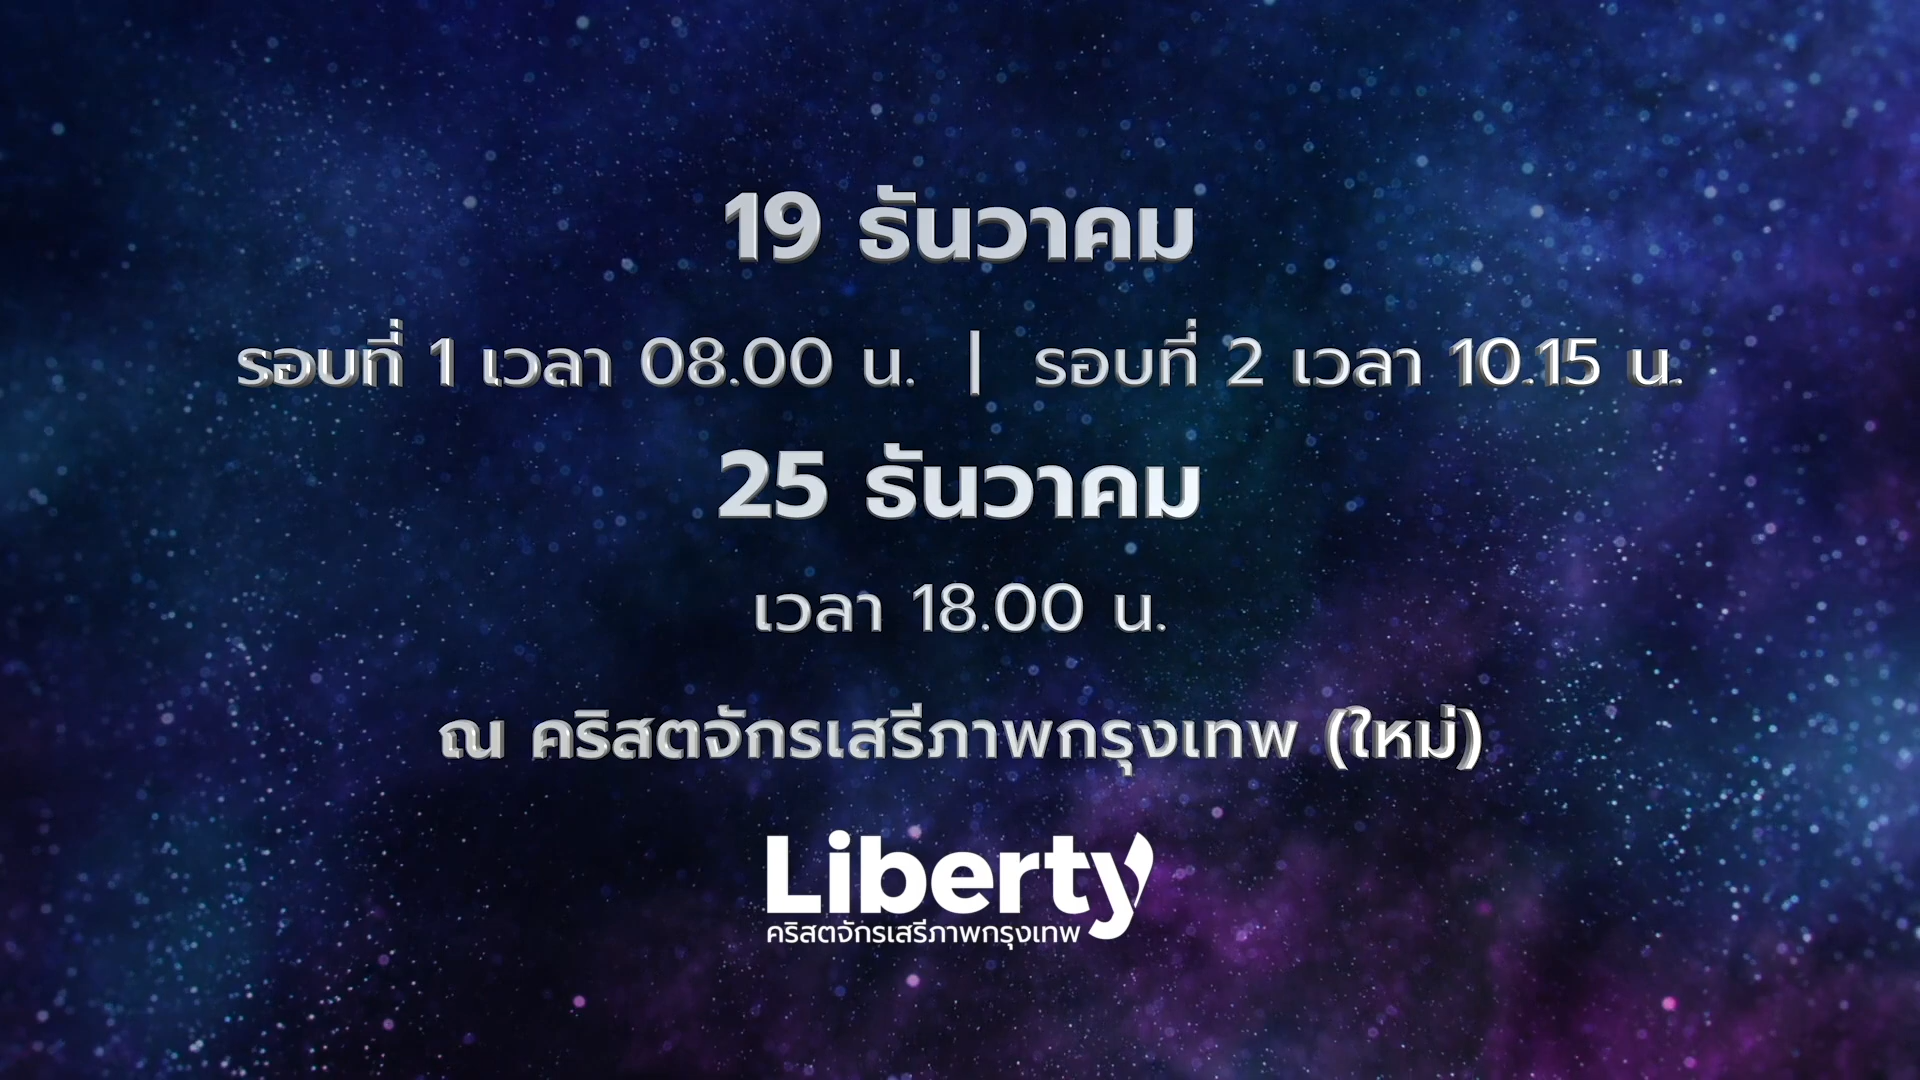 19 ธันวาคม
รอบที่ 1 เวลา 08.00 น. | รอบที่ 2 เวลา 10.15 น.
25 ธันวาคม
เวลา 18.00 น.
ณ คริสตจักรเสรีภาพกรุงเทพ (ใหม่)
Liberty
คริสตจักรเสรีภาพกรุงเทพ